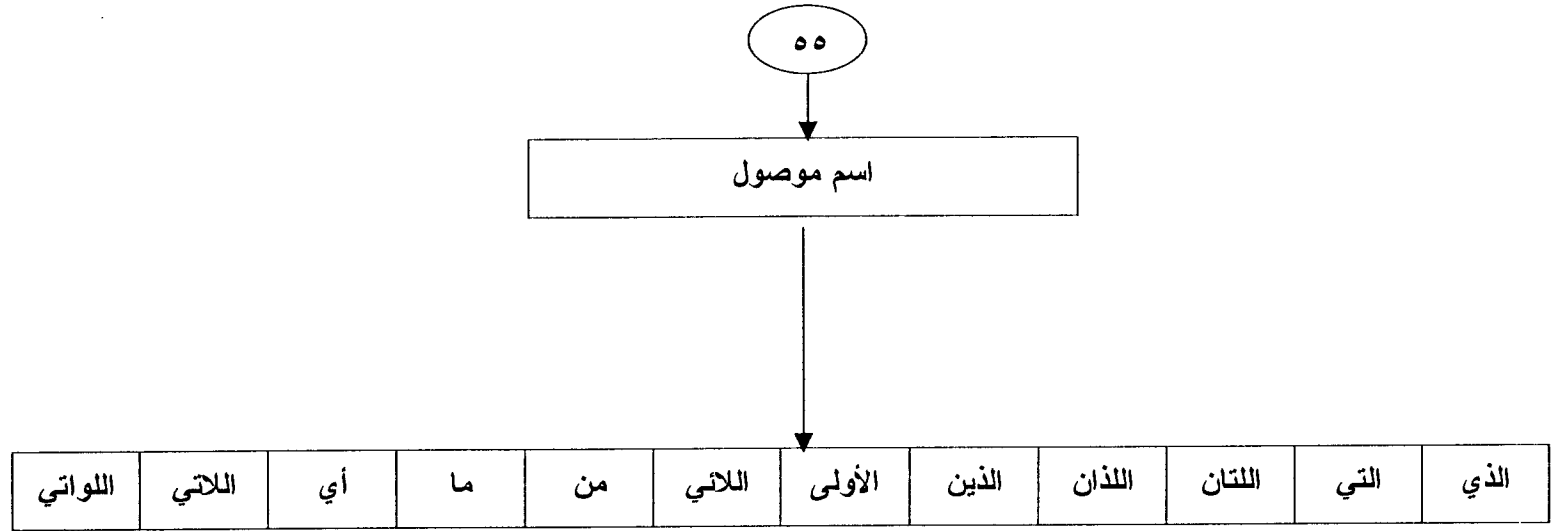 ٥٥
اسم موصول
الذي التي اللتان اللذان الذين الأولى اللائي من ما أي اللاتي اللواتي